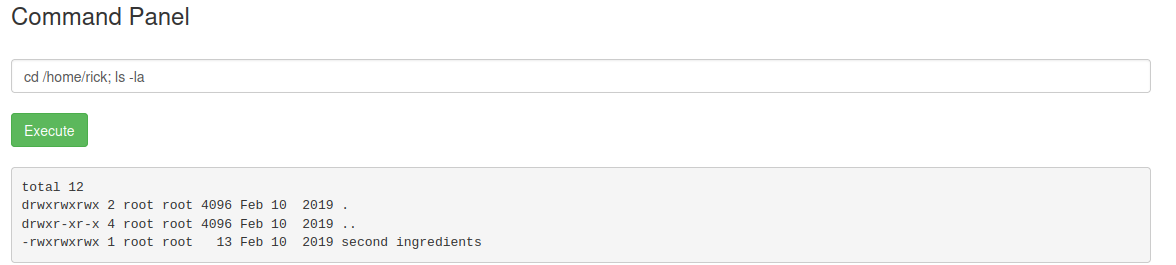 Command Panel
cd /home/rick; ls -la
Execute
total 12
drwxrwxrwx 2 root root 4096 Feb 10  2019 .
drwxr-xr-x 4 root root 4096 Feb 10  2019 ..
-rwxrwxrwx 1 root root   13 Feb 10  2019 second ingredients